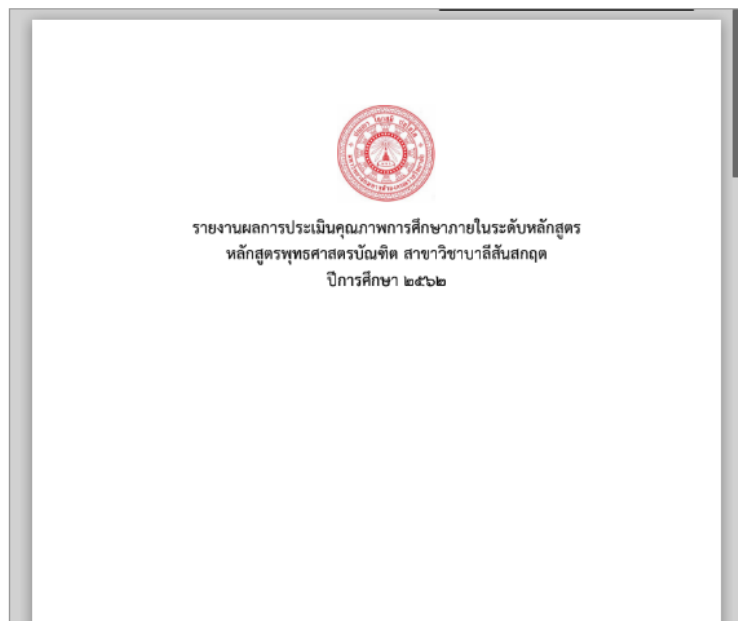 รายงานผลการประเมินคุณภาพการศึกษาภายในระดับหลักสูตร
หลักสูตรพุทธศาสตรบัณฑิต สาขาวิชาบาลีสันสกฤต
ปีการศึกษา ๒๕๖๒